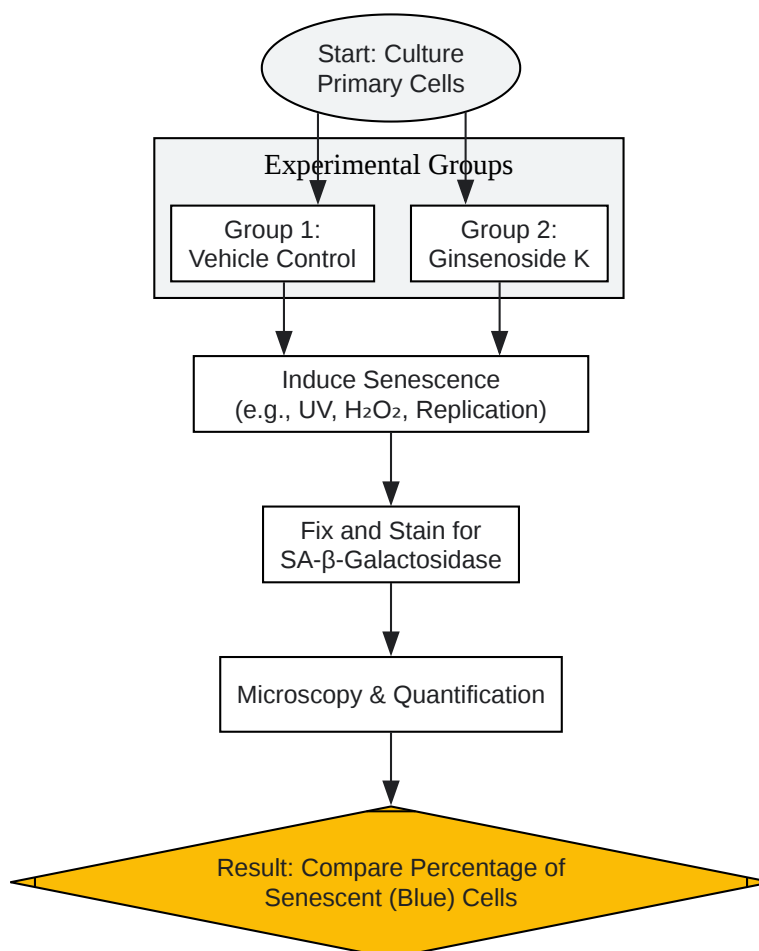 Start: Culture
Primary Cells
Experimental Groups
Group 1:
Vehicle Control
Group 2:
Ginsenoside K
Induce Senescence
(e.g., UV, H₂O₂, Replication)
Fix and Stain for
SA-β-Galactosidase
Microscopy & Quantification
Result: Compare Percentage of
Senescent (Blue) Cells